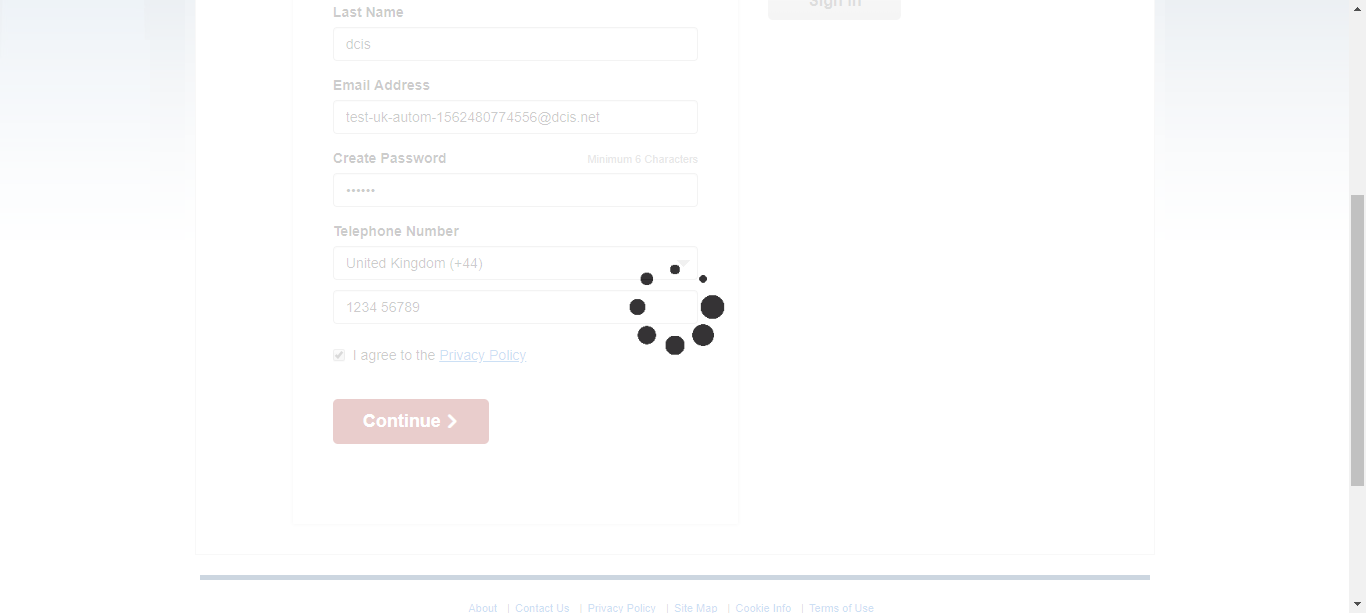 Last Name
Sign In
dcis
Email Address
test-uk-autom-1562480774556@dcis.net
Create Password Minimum 6 Characters
••••••
Telephone Number
United Kingdom (+44)
1234 56789
I agree to the Privacy Policy
Continue
About | Contact Us | Privacy Policy | Site Map | Cookie Info | Terms of Use